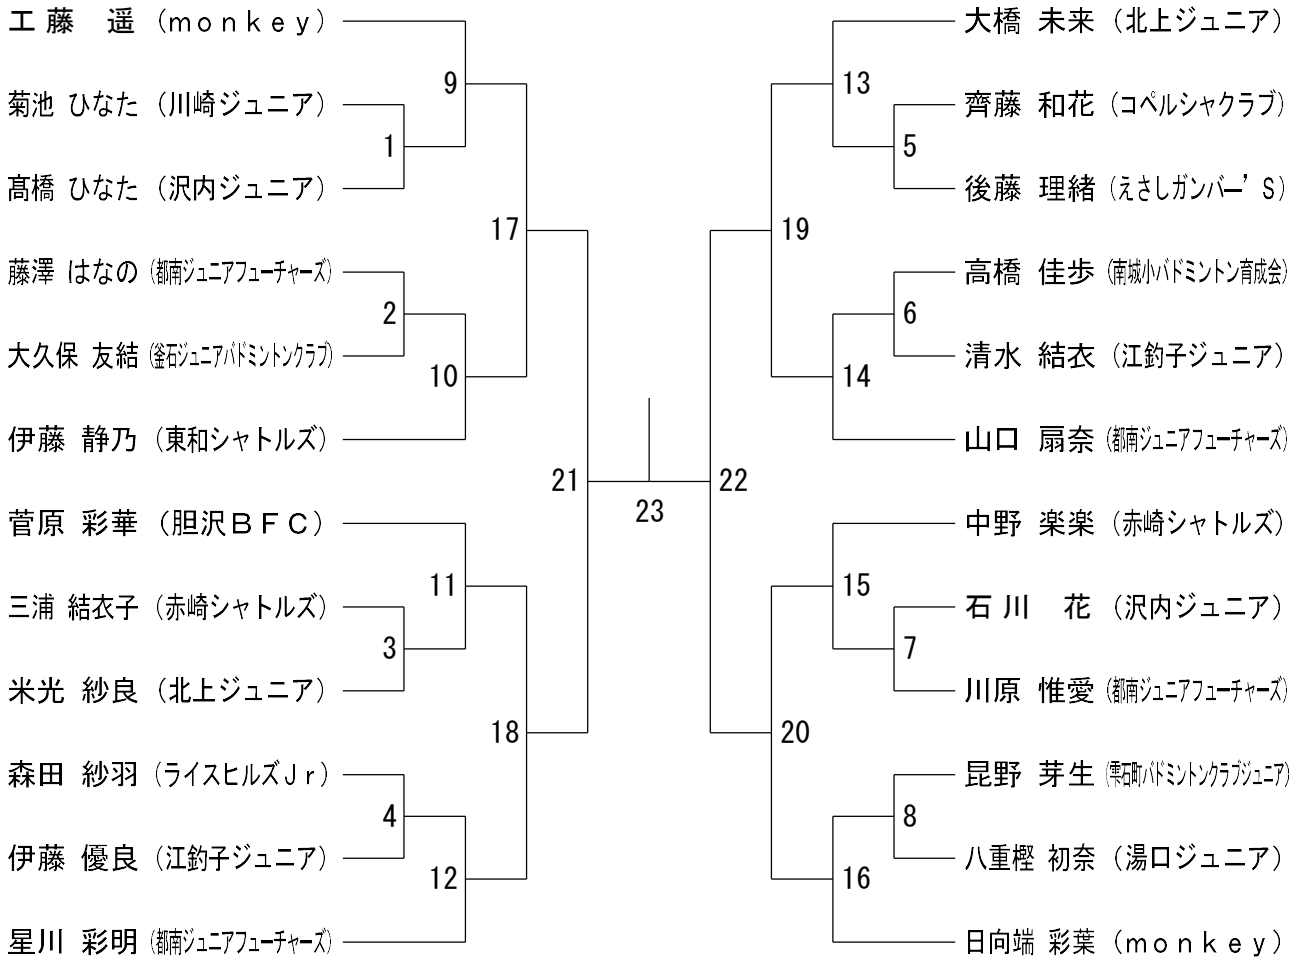 工藤　遥 （ｍｏｎｋｅｙ）
9
菊池 ひなた （川崎ジュニア）
1
髙橋 ひなた （沢内ジュニア）
17
藤澤 はなの （都南ジュニアフューチャーズ）
2
大久保 友結 （釜石ジュニアバドミントンクラブ）
10
伊藤 静乃 （東和シャトルズ）
21
菅原 彩華 （胆沢ＢＦＣ）
11
三浦 結衣子 （赤崎シャトルズ）
3
米光 紗良 （北上ジュニア）
18
森田 紗羽 （ライスヒルズＪｒ）
4
伊藤 優良 （江釣子ジュニア）
12
星川 彩明 （都南ジュニアフューチャーズ）
23
大橋 未来 （北上ジュニア）
13
齊藤 和花 （コペルシャクラブ）
5
後藤 理緒 （えさしガンバー’Ｓ）
19
高橋 佳歩 （南城小バドミントン育成会）
6
清水 結衣 （江釣子ジュニア）
14
山口 扇奈 （都南ジュニアフューチャーズ）
22
中野 楽楽 （赤崎シャトルズ）
15
石川　花 （沢内ジュニア）
7
川原 惟愛 （都南ジュニアフューチャーズ）
20
昆野 芽生 （雫石町バドミントンクラブジュニア）
8
八重樫 初奈 （湯口ジュニア）
16
日向端 彩葉 （ｍｏｎｋｅｙ）